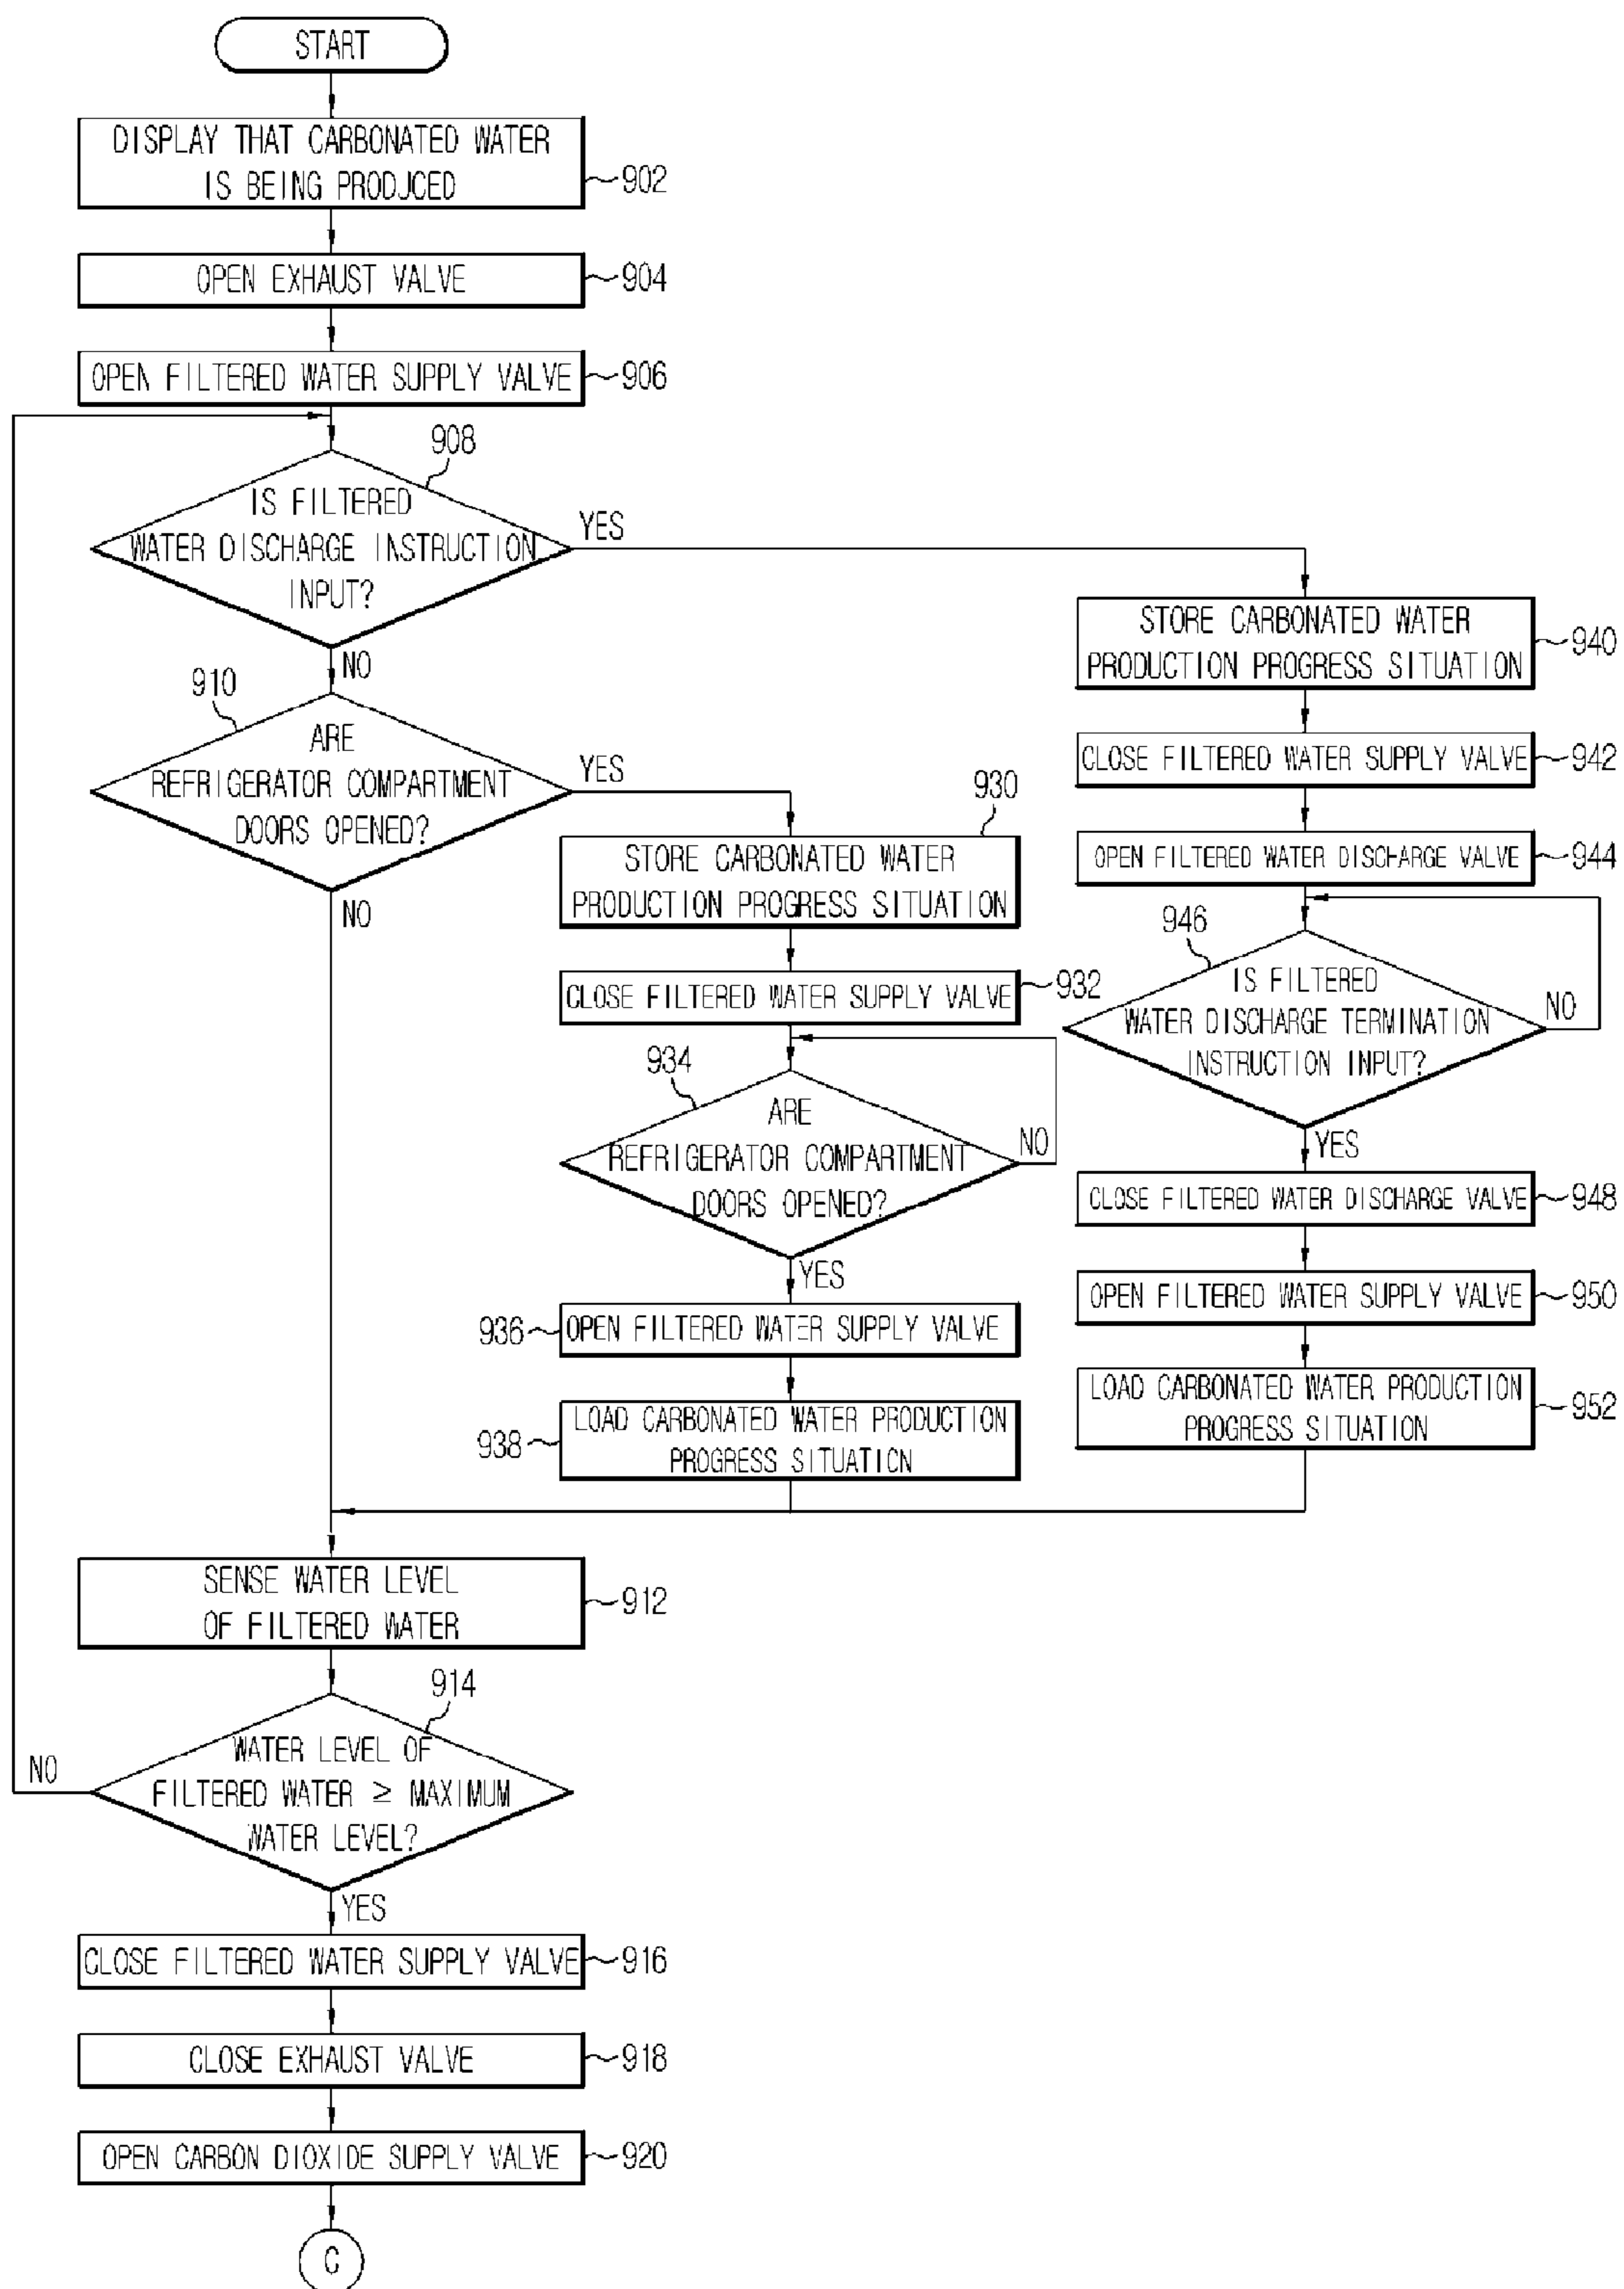 START
DISPLAY THAT CARBONATED WATER
IS BEING PRODUCED
902
OPEN EXHAUST VALVE
904
OPEN FILTERED WATER SUPPLY VALVE
906
908
IS FILTERED
WATER DISCHARGE INSTRUCTION
INPUT?
YES
NO
910
ARE
REFRIGERATOR COMPARTMENT
DOORS OPENED?
YES
NO
930
STORE CARBONATED WATER
PRODUCTION PROGRESS SITUATION
CLOSE FILTERED WATER SUPPLY VALVE
932
934
ARE
REFRIGERATOR COMPARTMENT
DOORS OPENED?
NO
YES
936
OPEN FILTERED WATER SUPPLY VALVE
938
LOAD CARBONATED WATER PRODUCTION
PROGRESS SITUATION
STORE CARBONATED WATER
PRODUCTION PROGRESS SITUATION
940
CLOSE FILTERED WATER SUPPLY VALVE
942
OPEN FILTERED WATER DISCHARGE VALVE
944
946
IS FILTERED
WATER DISCHARGE TERMINATION
INSTRUCTION INPUT?
NO
YES
CLOSE FILTERED WATER DISCHARGE VALVE
948
OPEN FILTERED WATER SUPPLY VALVE
950
LOAD CARBONATED WATER PRODUCTION
PROGRESS SITUATION
952
SENSE WATER LEVEL
OF FILTERED WATER
912
914
WATER LEVEL OF
FILTERED WATER ≥ MAXIMUM
WATER LEVEL?
NO
YES
CLOSE FILTERED WATER SUPPLY VALVE
916
CLOSE EXHAUST VALVE
918
OPEN CARBON DIOXIDE SUPPLY VALVE
920
C